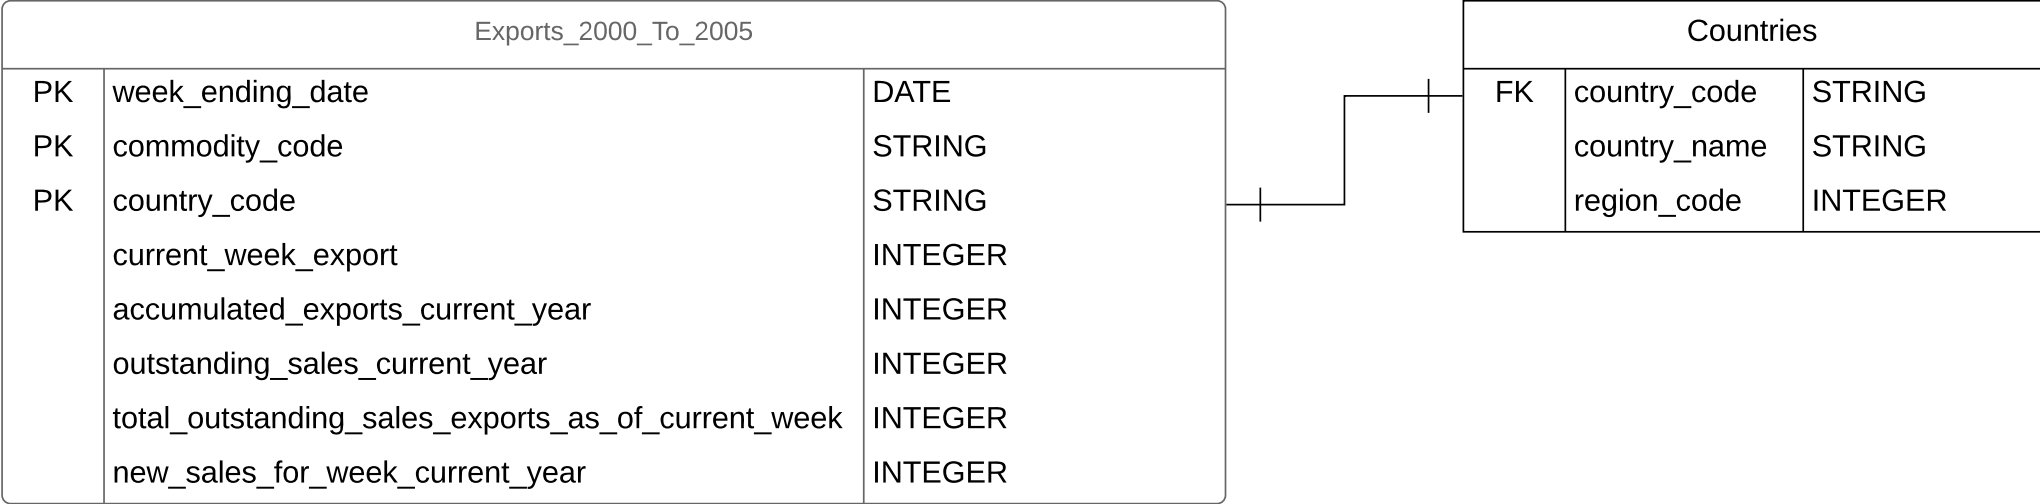 Exports_2000_To_2005
PK week_ending_date DATE
PK commodity_code STRING
PK country_code STRING
current_week_export INTEGER
accumulated_exports_current_year INTEGER
outstanding_sales_current_year INTEGER
total_outstanding_sales_exports_as_of_current_week INTEGER
new_sales_for_week_current_year INTEGER
Countries
FK country_code STRING
country_name STRING
region_code INTEGER